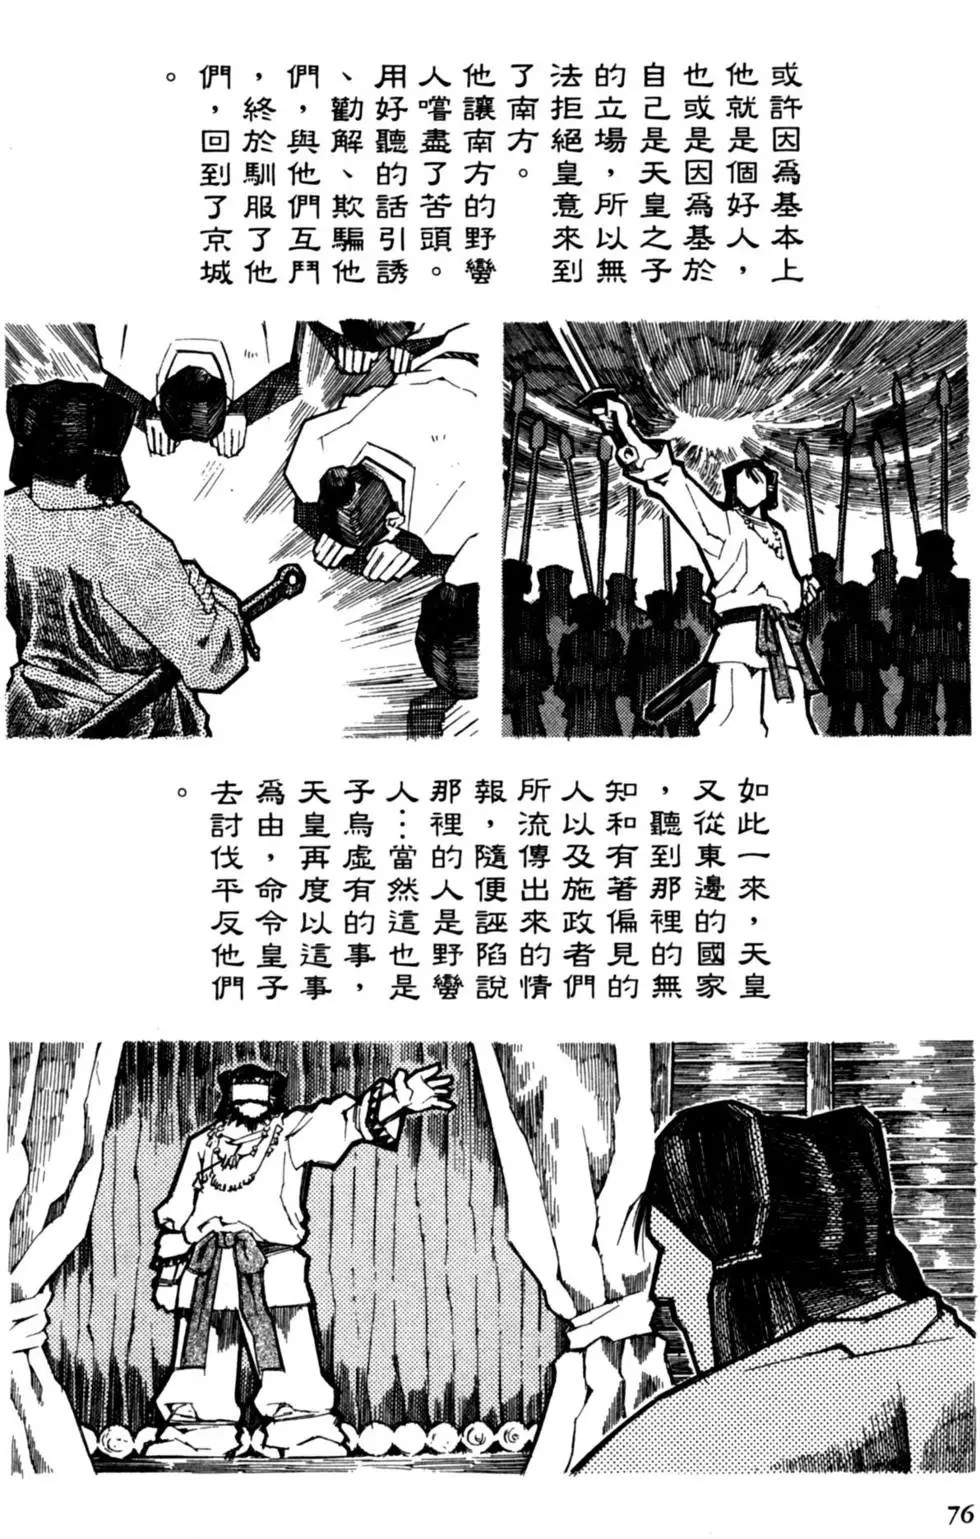 或許因為基本上
他就是個好人，
也或是因為基於
自己是天皇之子
的立場，所以無
法拒絕皇意來到
了南方。
他讓南方的野蠻
人嚐盡了苦頭。
用好聽的話引誘
、勸解、欺騙他
們，與他們互鬥
，終於馴服了他
們，回到了京城
。
如此一來，天皇
又從東邊的國家
，聽到那裡的無
知和有著偏見的
人以及施政者們
所流傳出來的情
報，隨便誣陷說
那裡的人是野蠻
人…當然這也是
子烏虛有的事，
天皇再度以這事
為由，命令皇子
去討伐平反他們
。
76